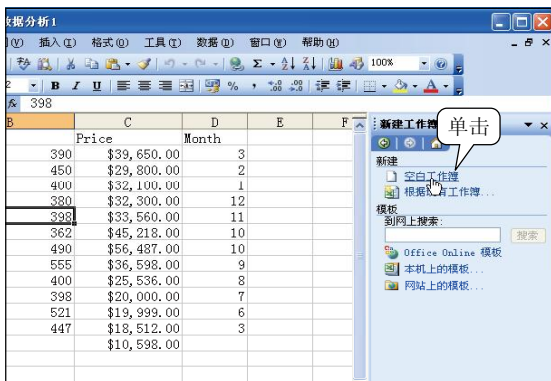 数据分析1
(V) 插入(I) 格式(O) 工具(T) 数据(D) 窗口(W) 帮助(H)
100%
B I U % ,
398
B C D E F
Price Month
390 $39,650.00 3
450 $29,800.00 2
400 $32,100.00 1
380 $32,300.00 12
398 $33,560.00 11
362 $45,218.00 10
490 $56,487.00 10
555 $36,598.00 9
400 $25,536.00 8
398 $20,000.00 7
521 $19,999.00 6
447 $18,512.00 3
$10,598.00
新建工作簿
单击
新建
空白工作簿
根据现有工作簿...
模板
到网上搜索:
搜索
Office Online 模板
本机上的模板...
网站上的模板...